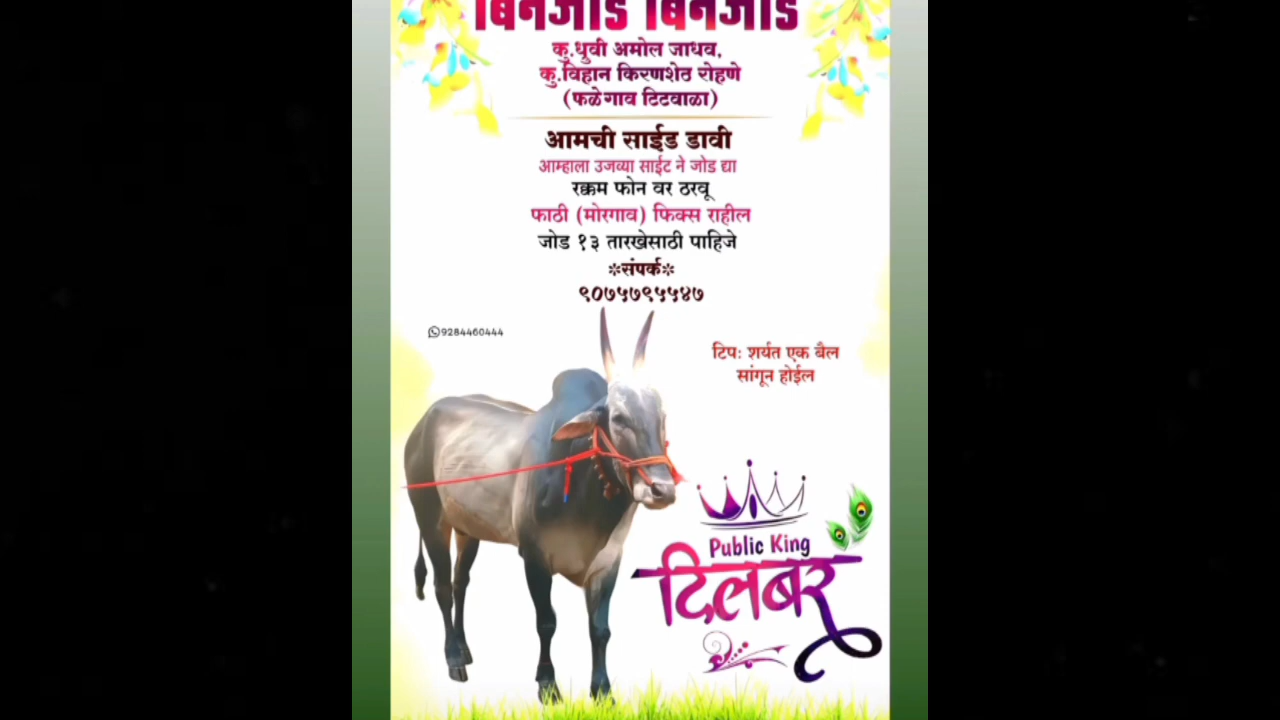 बिनजोड बिनजोड
कु.धुवी अमोल जाधव,
कु.विहान किरणशेठ रोहणे
(फळेगाव टिटवाळा)
आमची साईड डावी
आम्हाला उजव्या साईट ने जोड द्या
रक्कम फोन वर ठरवू
फाठी (मोरगाव) फिक्स राहील
जोड १३ तारखेसाठी पाहिजे
*संपर्क*
९०७५७९५५४७
9284460444
टिपः शर्यत एक बैल
सांगून होईल
Public King
दिलबर